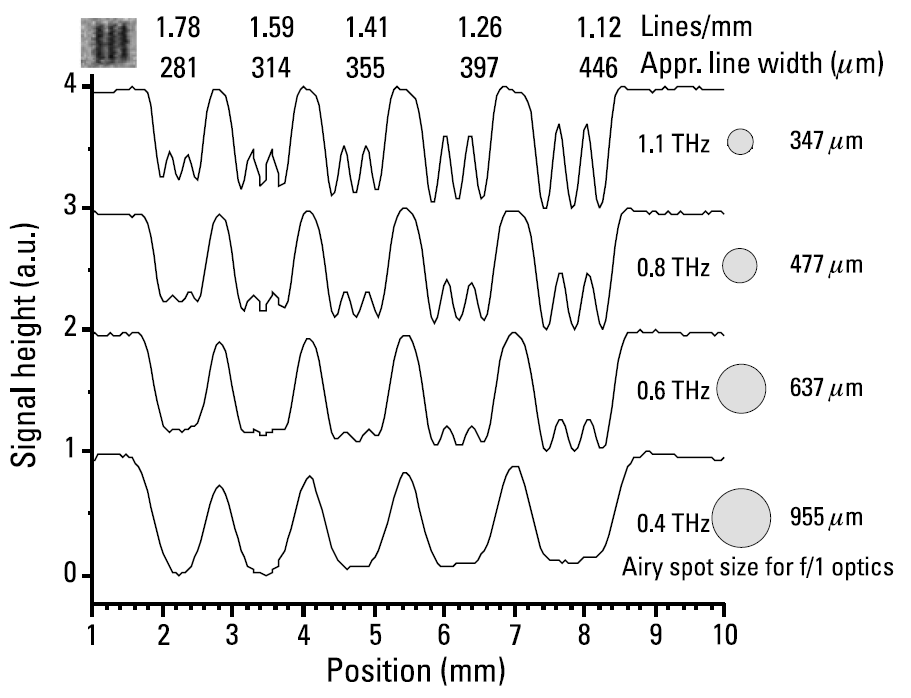 1.78 1.59 1.41 1.26 1.12 Lines/mm
281 314 355 397 446 Appr. line width (μm)
4
1.1 THz 347 μm
3
0.8 THz 477 μm
2
0.6 THz 637 μm
1
0.4 THz 955 μm
0
Airy spot size for f/1 optics
Signal height (a.u.)
1 2 3 4 5 6 7 8 9 10
Position (mm)